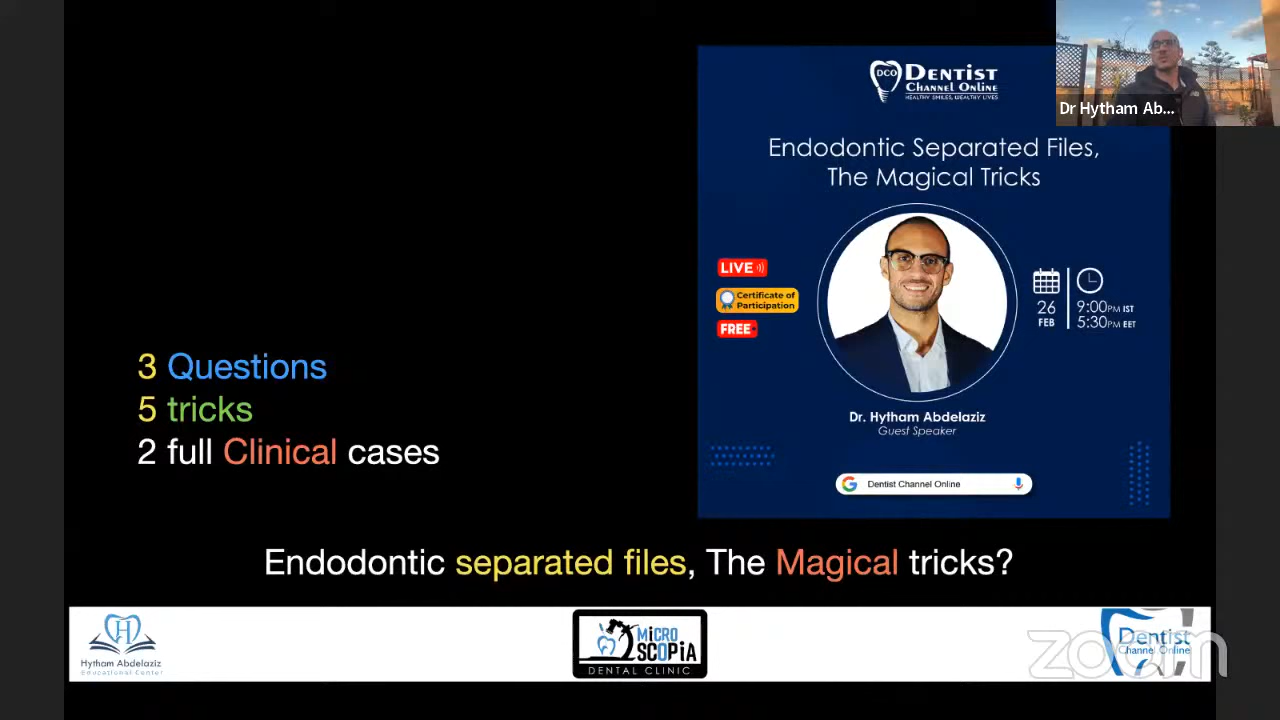 Dr Hytham Ab...
DCO DENTIST
CHANNEL ONLINE
HEALTHY SMILES, WEALTHY LIVES
Endodontic Separated Files,
The Magical Tricks
LIVE
Certificate of
Participation
FREE
26
FEB
9:00PM IST
5:30PM EET
Dr. Hytham Abdelaziz
Guest Speaker
Dentist Channel Online
3 Questions
5 tricks
2 full Clinical cases
Endodontic separated files, The Magical tricks?
H
Hytham Abdelaziz
Educational Center
MiCRO
SCOPiA
DENTAL CLINIC
Dentist
Channel Online
zoom